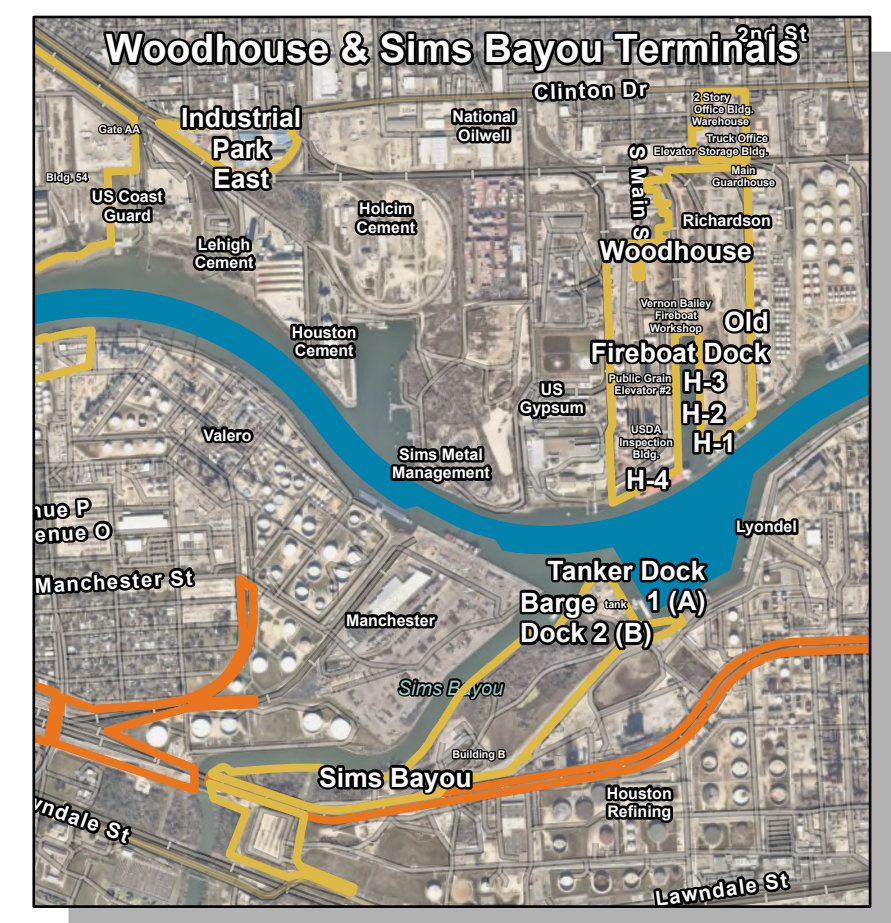 Woodhouse & Sims Bayou Terminals
2nd St
Clinton Dr
2 Story
Office Bldg.
Warehouse
Industrial
Park
East
National
Oilwell
Gate AA
Truck Office
Elevator Storage Bldg.
Main
Guardhouse
Bldg. 54
US Coast
Guard
S Main S
Holcim
Cement
Richardson
Lehigh
Cement
Woodhouse
Vernon Bailey
Fireboat
Workshop
Old
Fireboat Dock
Houston
Cement
Public Grain
Elevator #2
H-3
US
Gypsum
H-2
USDA
Inspection
Bldg.
H-1
Valero
Sims Metal
Management
H-4
nue P
enue O
Lyondel
Manchester St
Tanker Dock
1 (A)
Barge
Dock 2 (B)
tank
Manchester
Sims Bayou
Building B
Sims Bayou
Houston
Refining
wndale St
Lawndale St